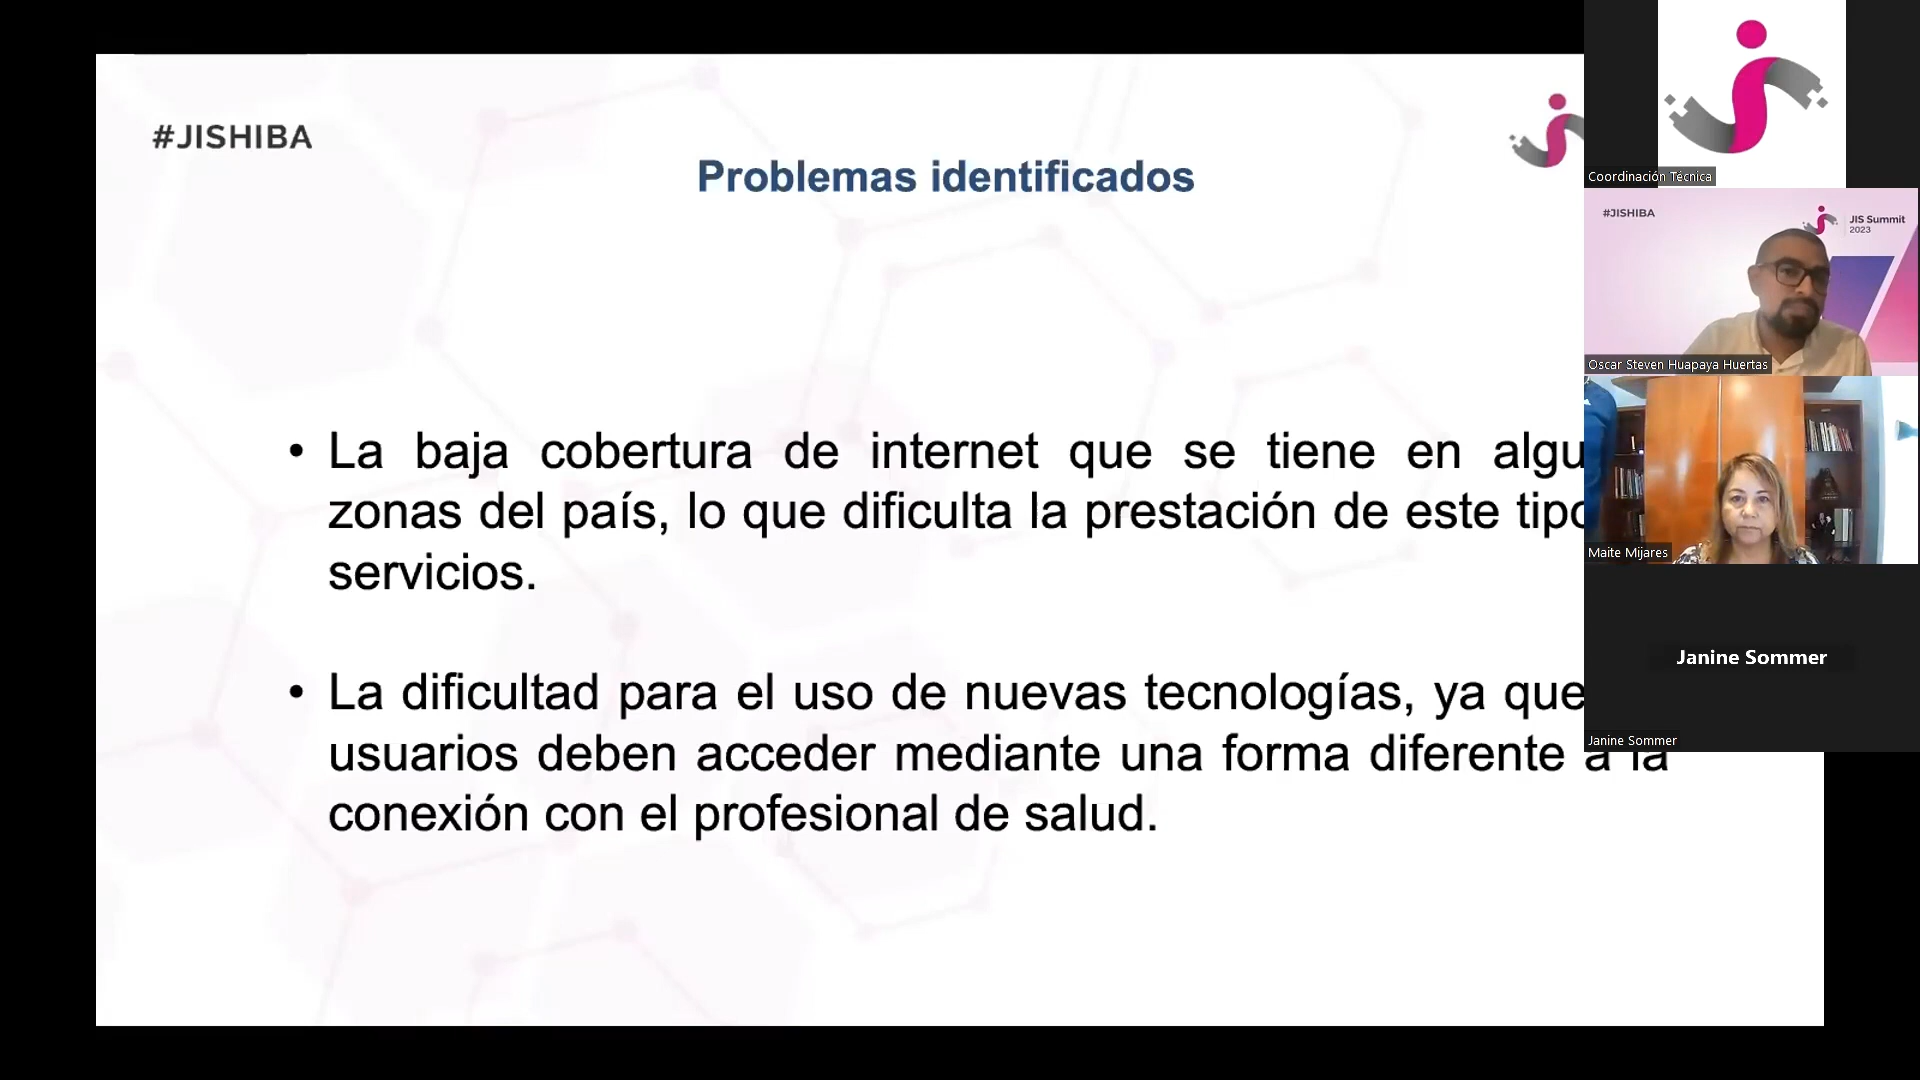 #JISHIBA
Problemas identificados
• La baja cobertura de internet que se tiene en algu
zonas del país, lo que dificulta la prestación de este tipo
servicios.
• La dificultad para el uso de nuevas tecnologías, ya que
usuarios deben acceder mediante una forma diferente a la
conexión con el profesional de salud.
Coordinación Técnica
#JISHIBA
JIS Summit
2023
Oscar Steven Huapaya Huertas
Maite Mijares
Janine Sommer
Janine Sommer